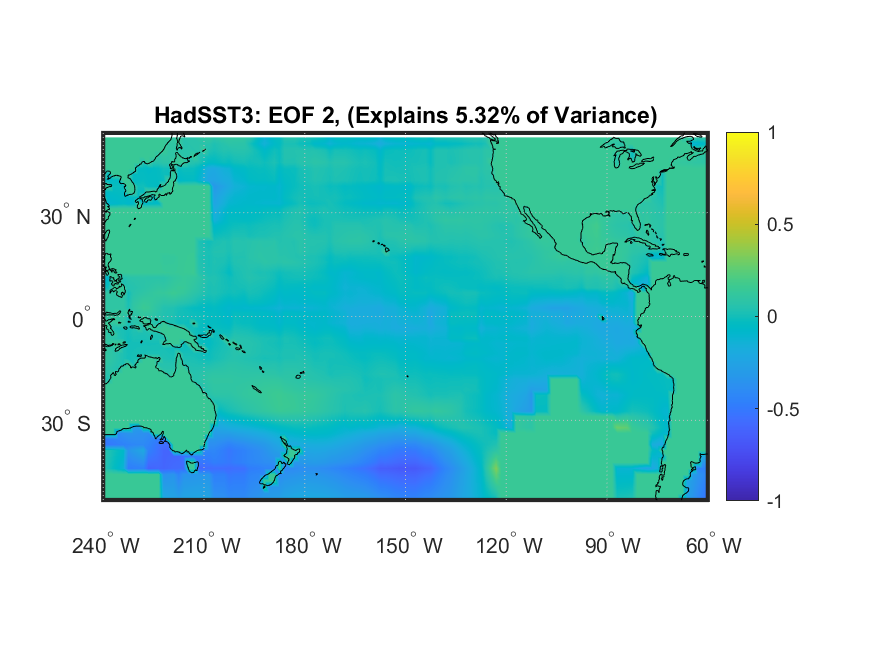 HadSST3: EOF 2, (Explains 5.32% of Variance)
1
0.5
0
-0.5
-1
30° N
0°
30° S
240° W 210° W 180° W 150° W 120° W 90° W 60° W